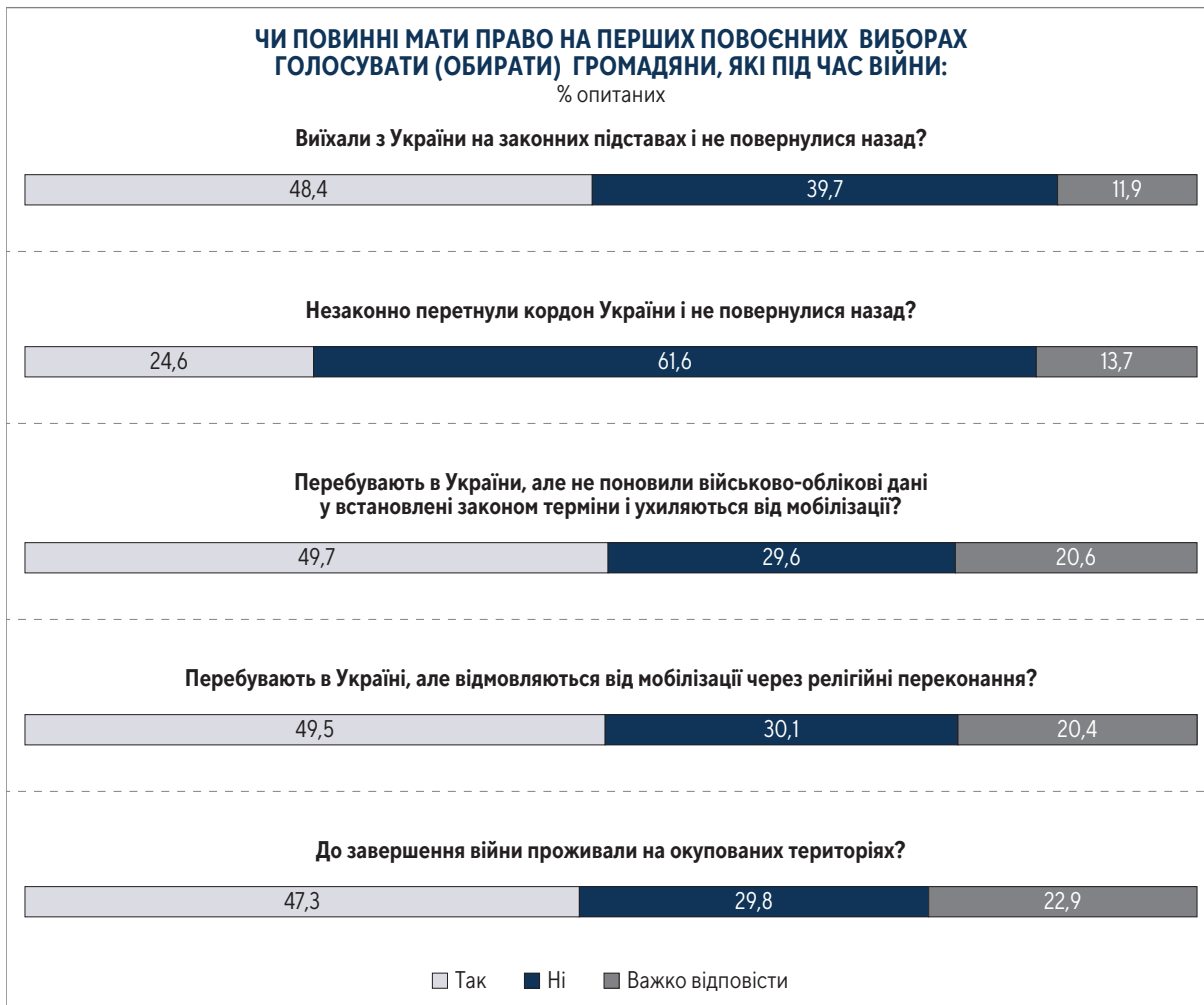 ЧИ ПОВИННІ МАТИ ПРАВО НА ПЕРШИХ ПОВОЄННИХ ВИБОРАХ
ГОЛОСУВАТИ (ОБИРАТИ) ГРОМАДЯНИ, ЯКІ ПІД ЧАС ВІЙНИ:
% опитаних
Виїхали з України на законних підставах і не повернулися назад?
48,4 39,7 11,9
Незаконно перетнули кордон України і не повернулися назад?
24,6 61,6 13,7
Перебувають в України, але не поновили військово-облікові дані
у встановлені законом терміни і ухиляються від мобілізації?
49,7 29,6 20,6
Перебувають в Україні, але відмовляються від мобілізації через релігійні переконання?
49,5 30,1 20,4
До завершення війни проживали на окупованих територіях?
47,3 29,8 22,9
Так Ні Важко відповісти